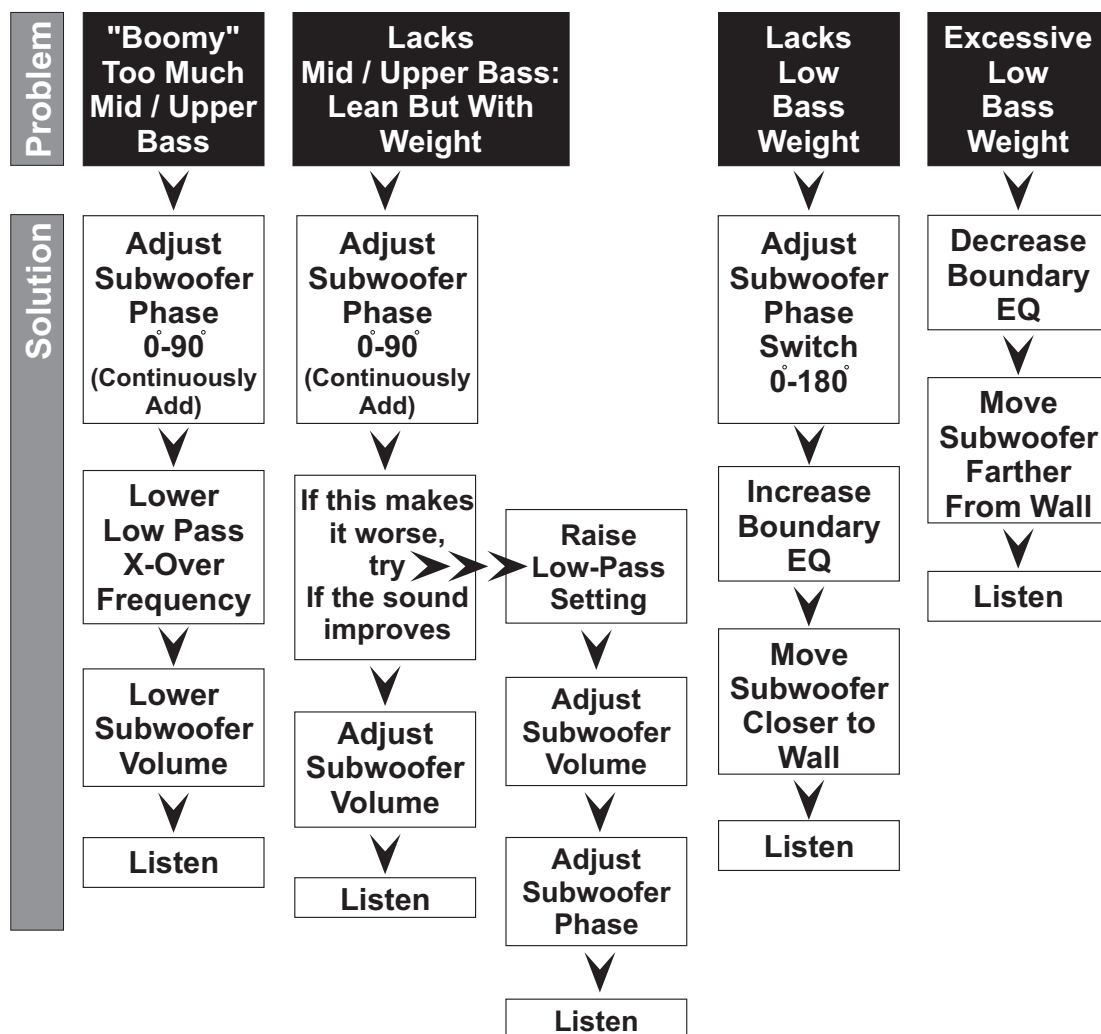 Problem
"Boomy"
Too Much
Mid / Upper
Bass
Lacks
Mid / Upper Bass:
Lean But With
Weight
Lacks
Low
Bass
Weight
Excessive
Low
Bass
Weight
Solution
Adjust
Subwoofer
Phase
0°-90°
(Continuously
Add)
Lower
Low Pass
X-Over
Frequency
Lower
Subwoofer
Volume
Listen
Adjust
Subwoofer
Phase
0°-90°
(Continuously
Add)
If this makes
it worse,
try
If the sound
improves
Adjust
Subwoofer
Volume
Listen
Raise
Low-Pass
Setting
Adjust
Subwoofer
Volume
Adjust
Subwoofer
Phase
Listen
Adjust
Subwoofer
Phase
Switch
0°-180°
Increase
Boundary
EQ
Move
Subwoofer
Closer to
Wall
Listen
Decrease
Boundary
EQ
Move
Subwoofer
Farther
From Wall
Listen